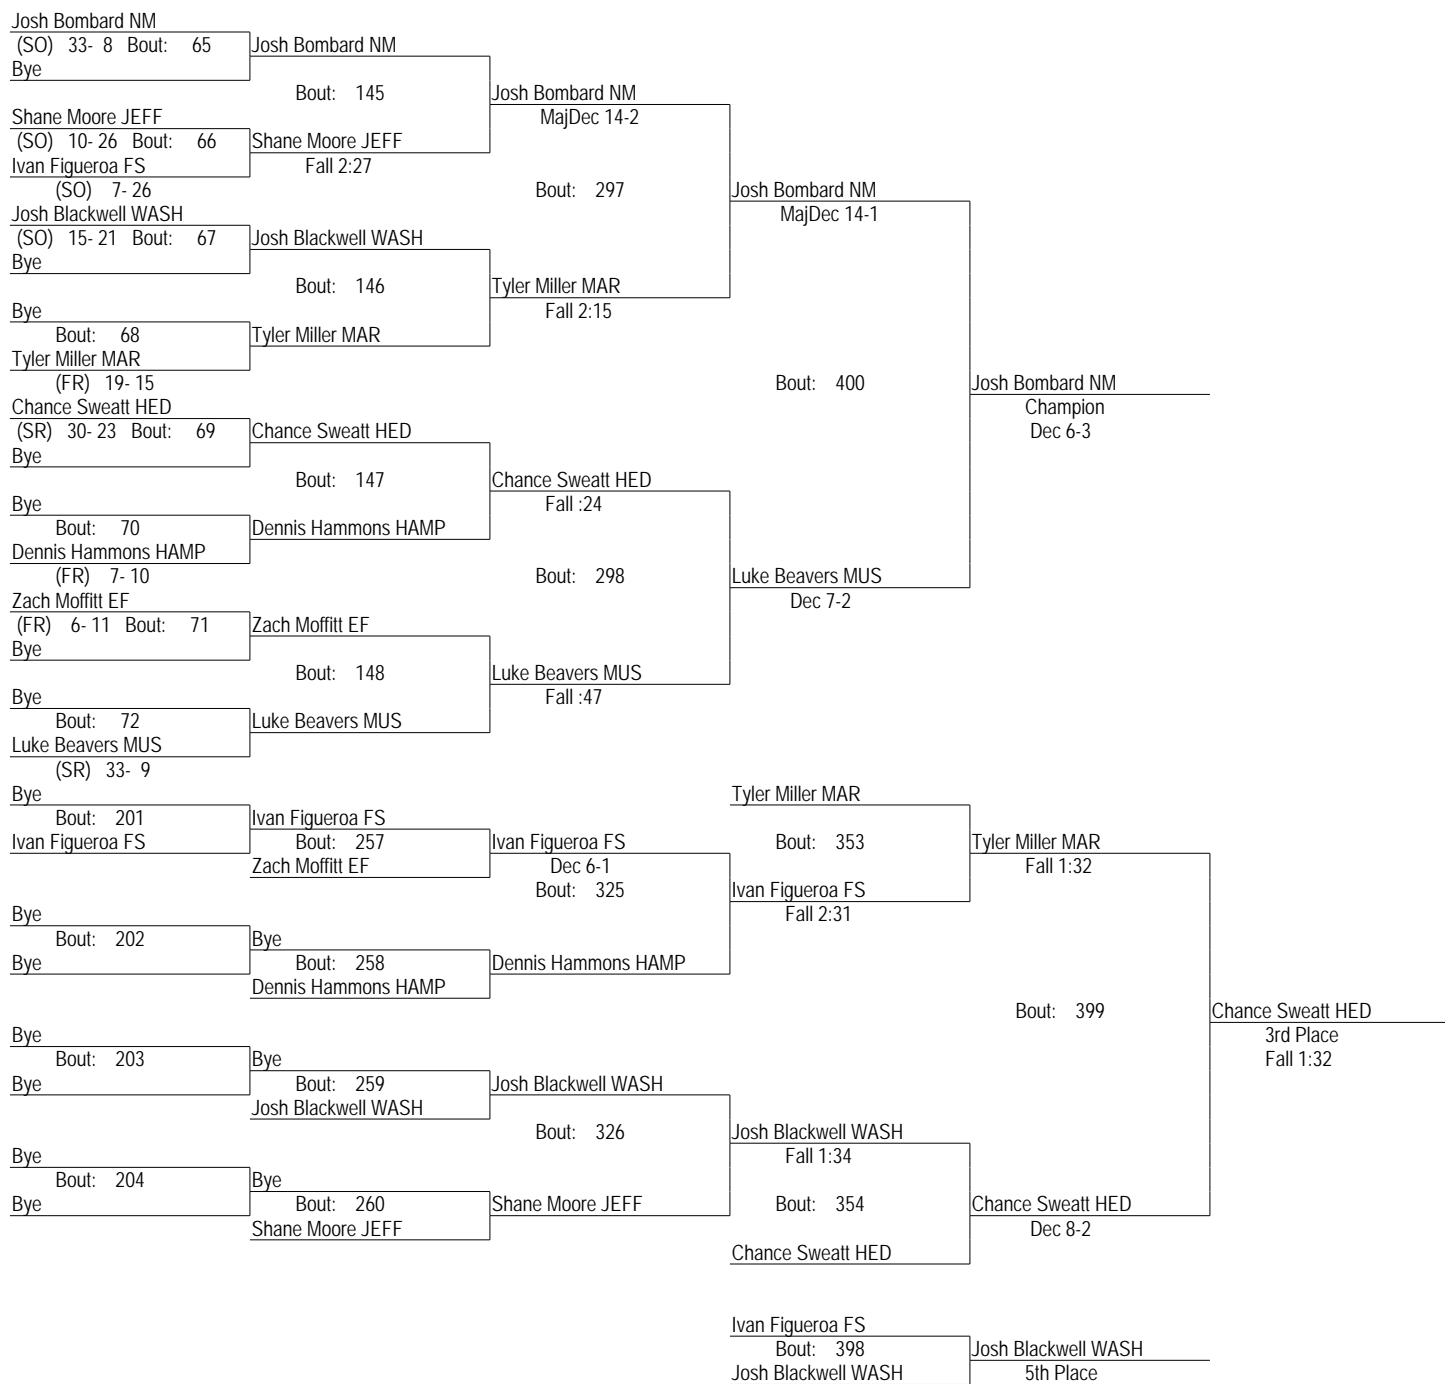 Josh Bombard NM
(SO) 33- 8 Bout: 65 Josh Bombard NM
Bye
Bout: 145 Josh Bombard NM
Shane Moore JEFF MajDec 14-2
(SO) 10- 26 Bout: 66 Shane Moore JEFF
Ivan Figueroa FS Fall 2:27
(SO) 7- 26 Bout: 297 Josh Bombard NM
Josh Blackwell WASH MajDec 14-1
(SO) 15- 21 Bout: 67 Josh Blackwell WASH
Bye
Bout: 146 Tyler Miller MAR
Bye Fall 2:15
Bout: 68 Tyler Miller MAR
Tyler Miller MAR
(FR) 19- 15 Bout: 400 Josh Bombard NM
Chance Sweatt HED Champion
(SR) 30- 23 Bout: 69 Chance Sweatt HED Dec 6-3
Bye
Bout: 147 Chance Sweatt HED
Bye Fall :24
Bout: 70 Dennis Hammons HAMP
Dennis Hammons HAMP
(FR) 7- 10 Bout: 298 Luke Beavers MUS
Zach Moffitt EF Dec 7-2
(FR) 6- 11 Bout: 71 Zach Moffitt EF
Bye
Bout: 148 Luke Beavers MUS
Bye Fall :47
Bout: 72 Luke Beavers MUS
Luke Beavers MUS
(SR) 33- 9
Bye Tyler Miller MAR
Bout: 201 Ivan Figueroa FS
Ivan Figueroa FS Bout: 257 Ivan Figueroa FS Bout: 353 Tyler Miller MAR
Zach Moffitt EF Dec 6-1 Fall 1:32
Bout: 325 Ivan Figueroa FS
Bye Fall 2:31
Bout: 202 Bye
Bye Bout: 258 Dennis Hammons HAMP
Dennis Hammons HAMP
Bout: 399 Chance Sweatt HED
Bye 3rd Place
Bout: 203 Bye Fall 1:32
Bye Bout: 259 Josh Blackwell WASH
Josh Blackwell WASH
Bout: 326 Josh Blackwell WASH
Bye Fall 1:34
Bout: 204 Bye
Bye Bout: 260 Shane Moore JEFF Bout: 354 Chance Sweatt HED
Shane Moore JEFF Dec 8-2
Chance Sweatt HED
Ivan Figueroa FS
Bout: 398 Josh Blackwell WASH
Josh Blackwell WASH 5th Place